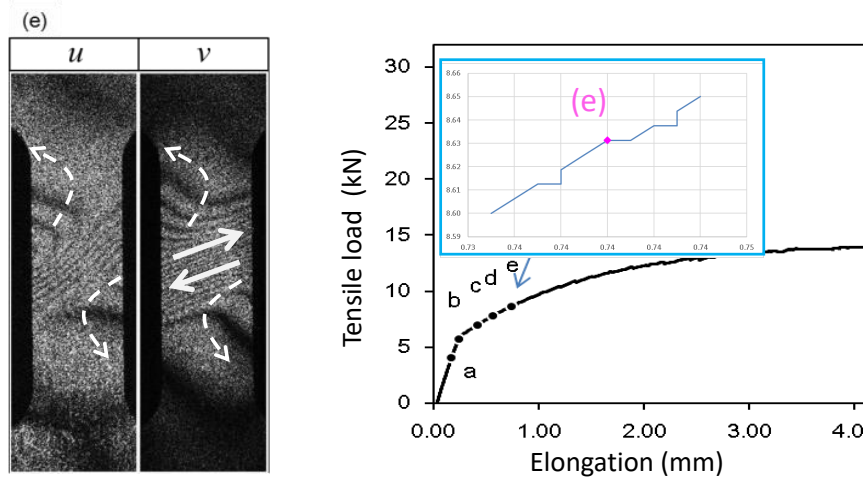 (e)
u
v
Tensile load (kN)
30
25
20
15
10
5
0
0.00
1.00
2.00
3.00
4.0
Elongation (mm)
a
b
c
d
e
(e)
8.66
8.65
8.64
8.63
8.62
8.61
8.60
8.59
0.73
0.74
0.74
0.74
0.74
0.74
0.75